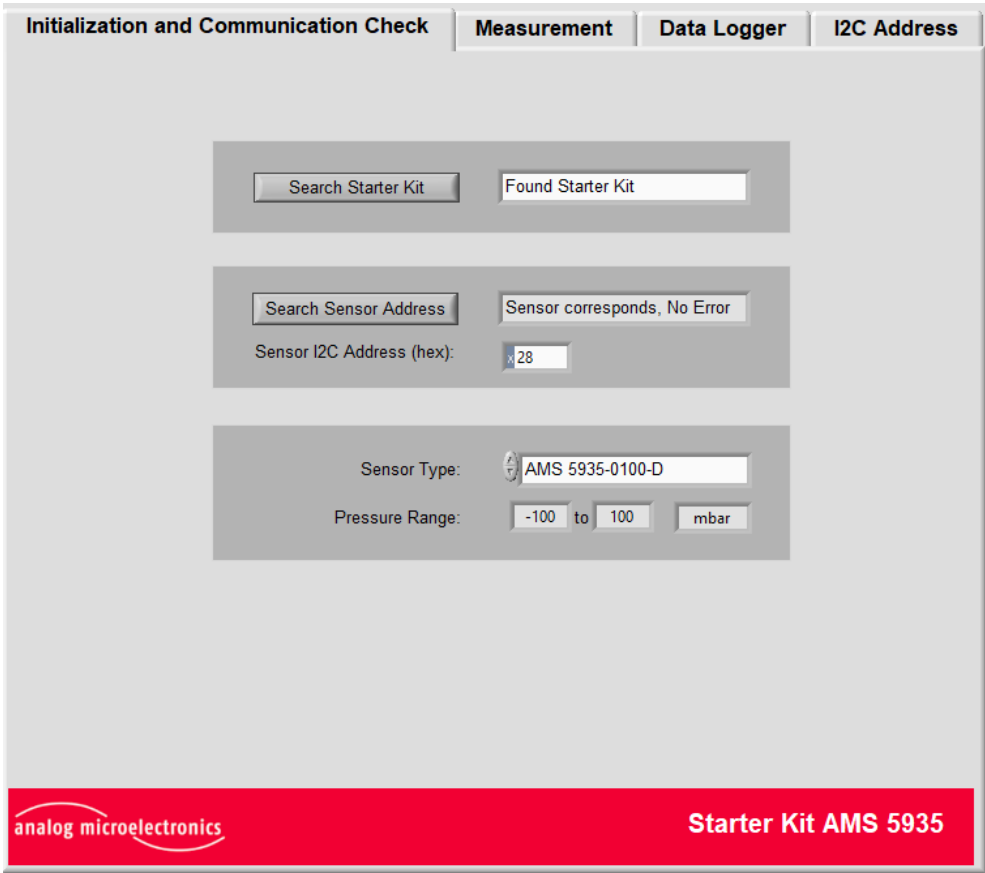 Initialization and Communication Check Measurement Data Logger I2C Address
Search Starter Kit Found Starter Kit
Search Sensor Address Sensor corresponds, No Error
Sensor I2C Address (hex): x 28
Sensor Type: AMS 5935-0100-D
Pressure Range: -100 to 100 mbar
analog microelectronics Starter Kit AMS 5935